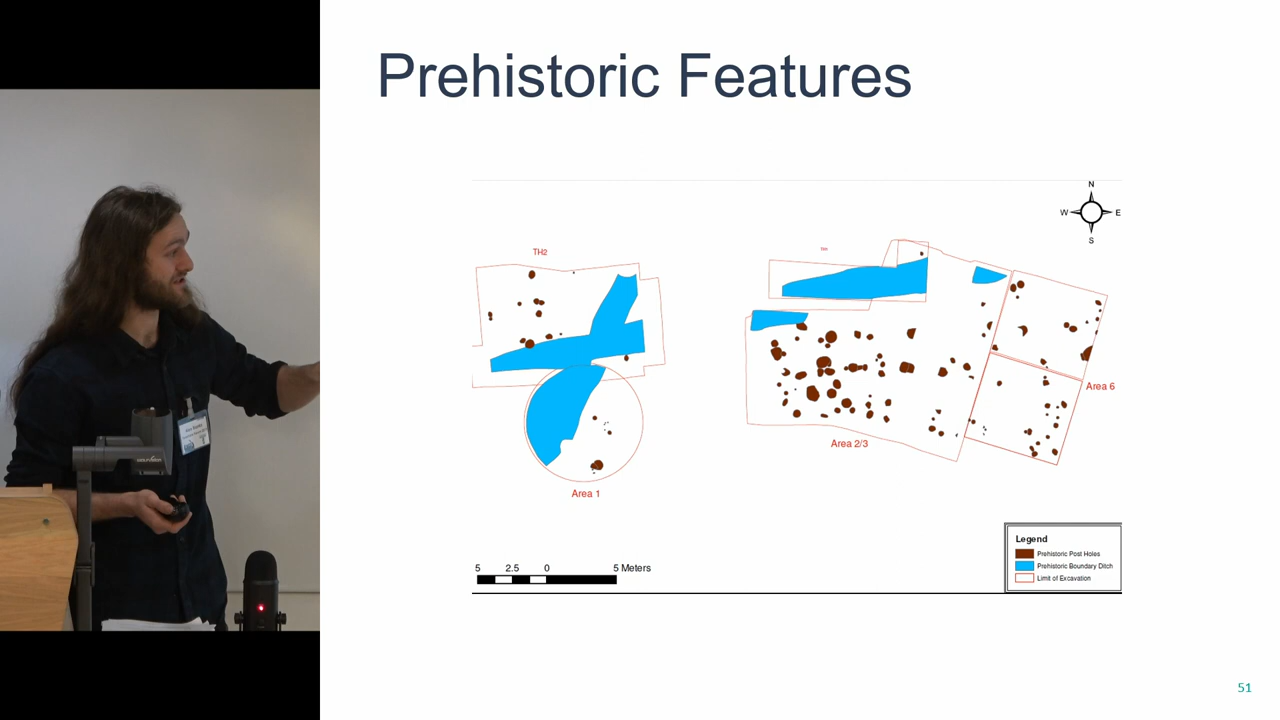 Prehistoric Features
N
W
E
S
TH2
Area 6
Area 2/3
Area 1
5 2.5 0 5 Meters
Legend
Prehistoric Post Holes
Prehistoric Boundary Ditch
Limit of Excavation
51